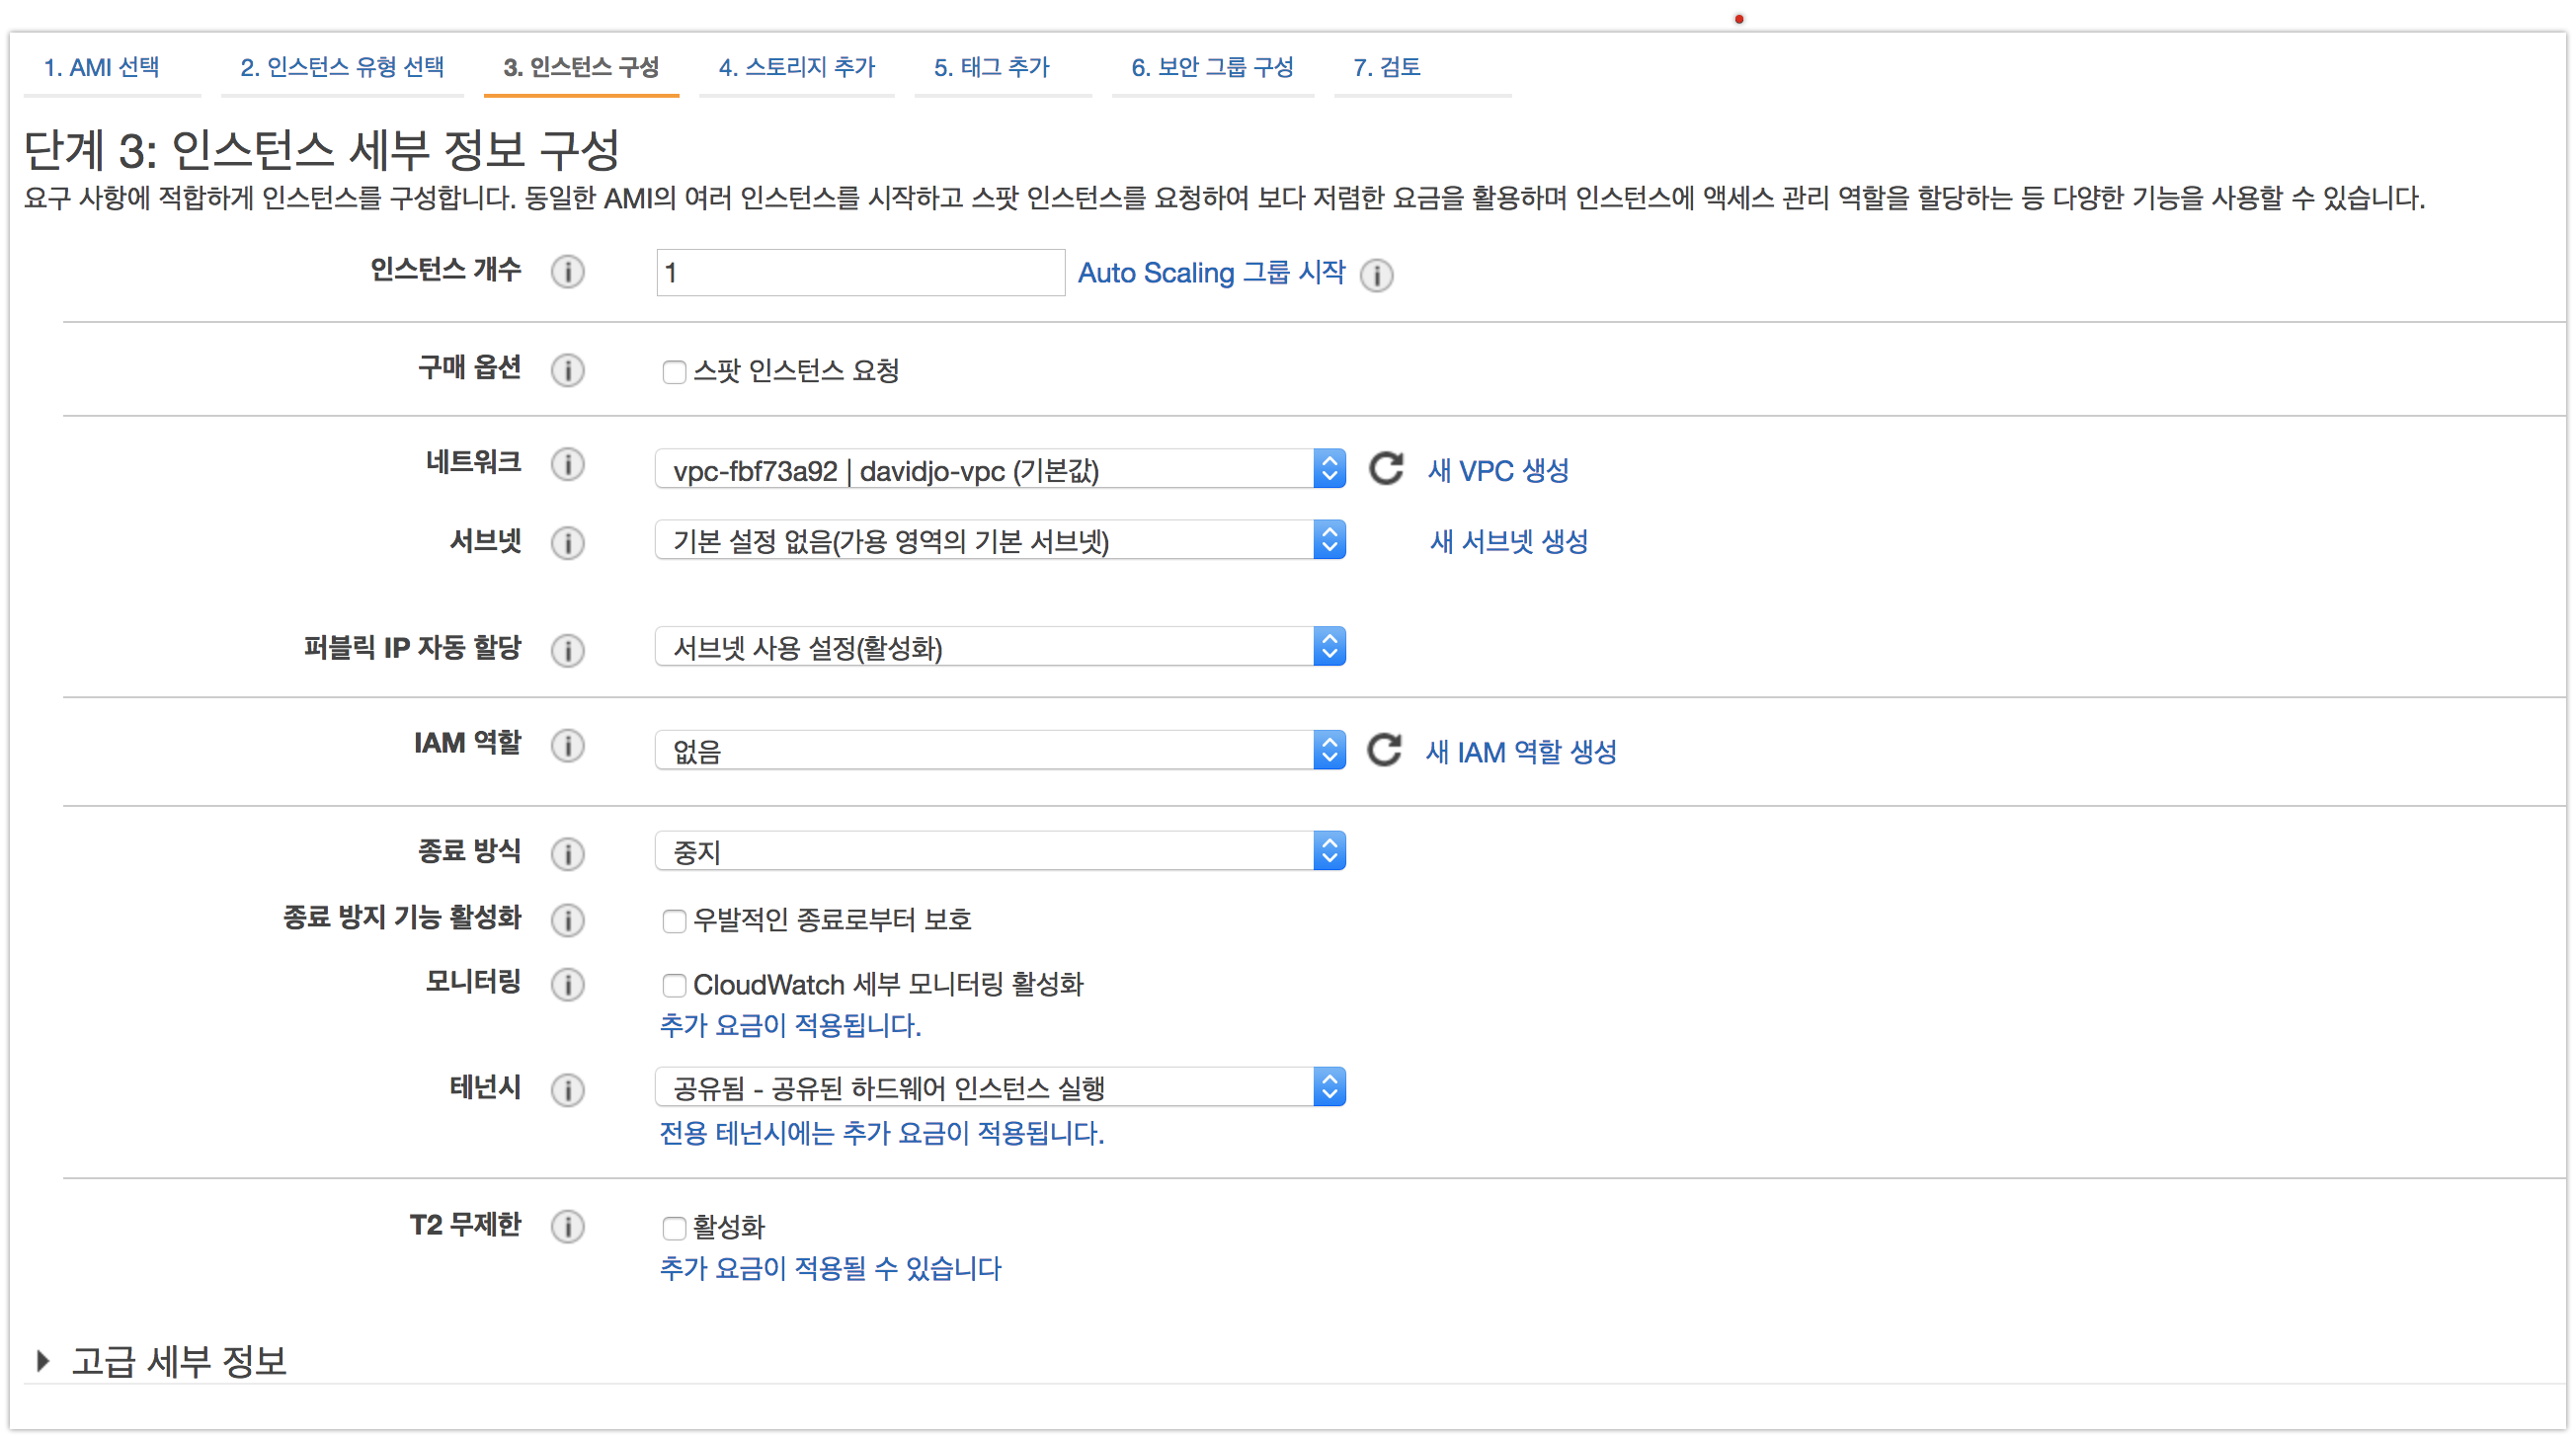 1. AMI 선택 2. 인스턴스 유형 선택 3. 인스턴스 구성 4. 스토리지 추가 5. 태그 추가 6. 보안 그룹 구성 7. 검토
단계 3: 인스턴스 세부 정보 구성
요구 사항에 적합하게 인스턴스를 구성합니다. 동일한 AMI의 여러 인스턴스를 시작하고 스팟 인스턴스를 요청하여 보다 저렴한 요금을 활용하며 인스턴스에 액세스 관리 역할을 할당하는 등 다양한 기능을 사용할 수 있습니다.
인스턴스 개수 1 Auto Scaling 그룹 시작
구매 옵션 스팟 인스턴스 요청
네트워크 vpc-fbf73a92 | davidjo-vpc (기본값) 새 VPC 생성
서브넷 기본 설정 없음(가용 영역의 기본 서브넷) 새 서브넷 생성
퍼블릭 IP 자동 할당 서브넷 사용 설정(활성화)
IAM 역할 없음 새 IAM 역할 생성
종료 방식 중지
종료 방지 기능 활성화 우발적인 종료로부터 보호
모니터링 CloudWatch 세부 모니터링 활성화
추가 요금이 적용됩니다.
테넌시 공유됨 - 공유된 하드웨어 인스턴스 실행
전용 테넌시에는 추가 요금이 적용됩니다.
T2 무제한 활성화
추가 요금이 적용될 수 있습니다
고급 세부 정보